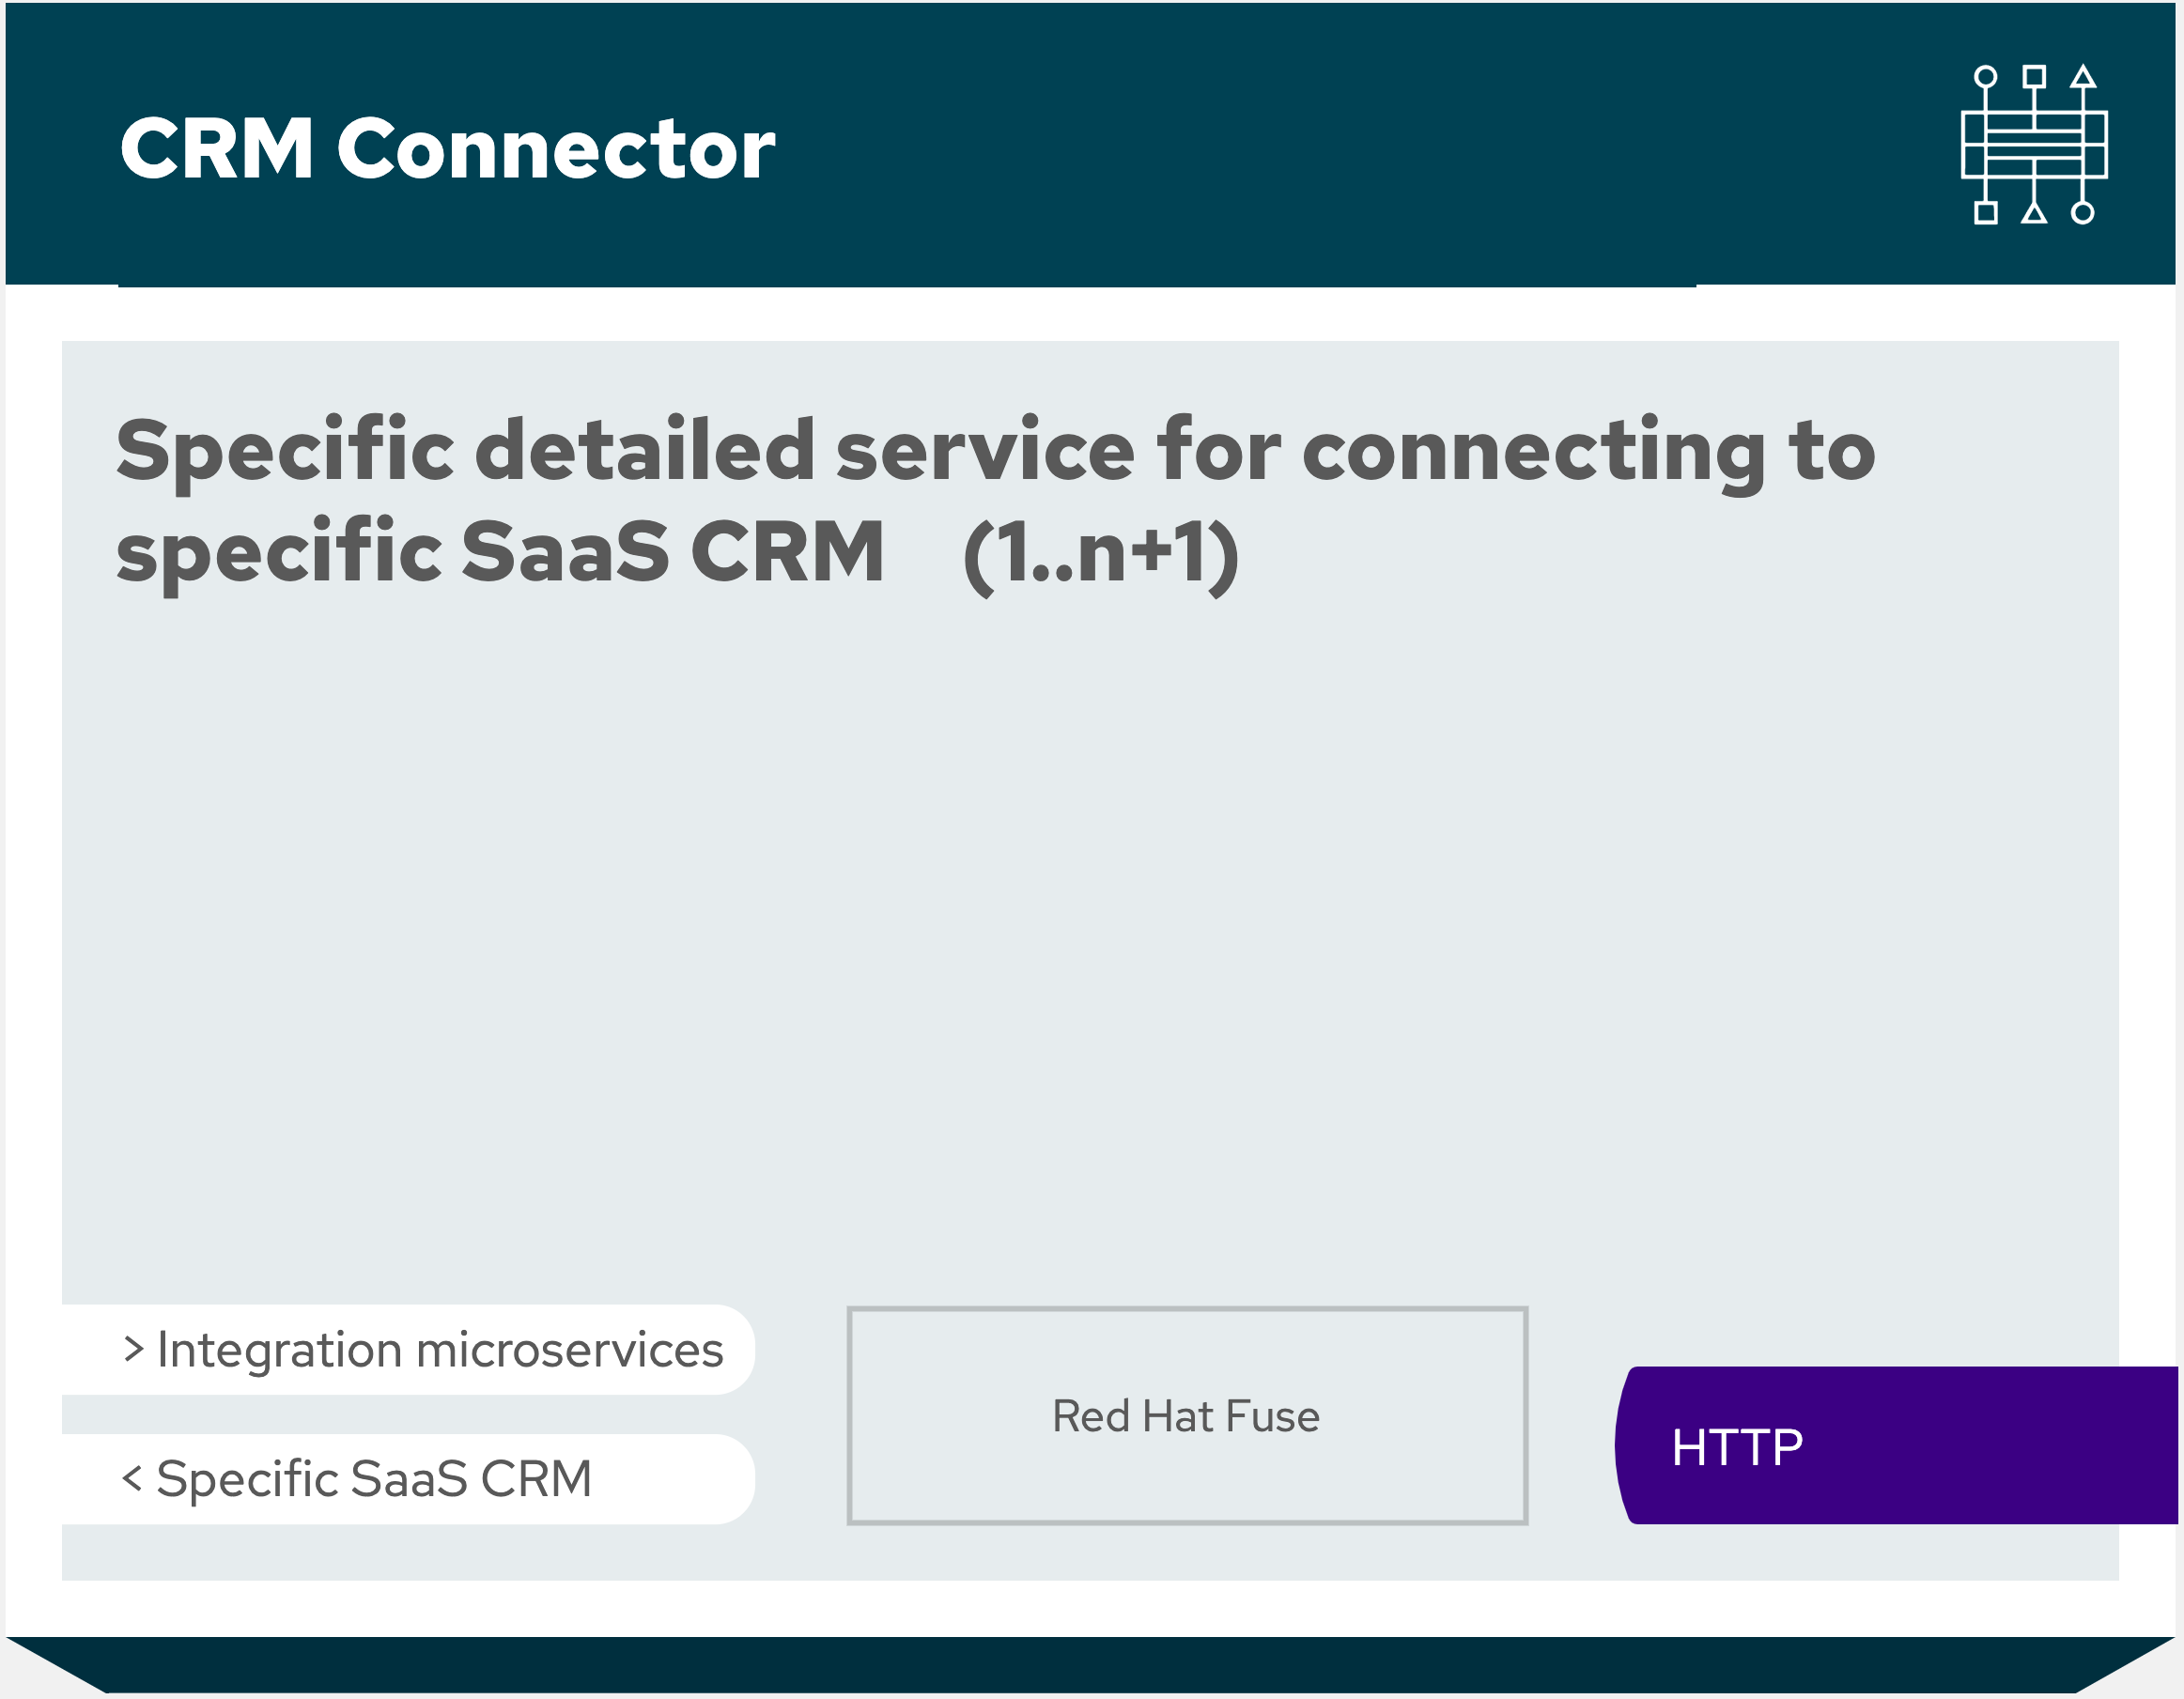 CRM Connector
Specific detailed service for connecting to
specific SaaS CRM (1..n+1)
> Integration microservices
< Specific SaaS CRM
Red Hat Fuse
HTTP